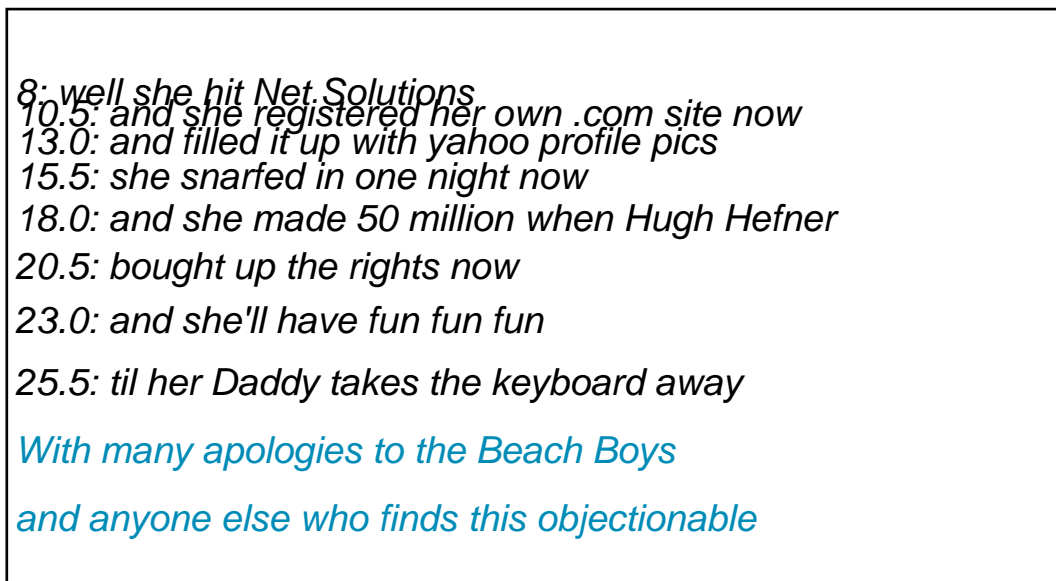 8: well she hit Net Solutions
10.5: and she registered her own .com site now
13.0: and filled it up with yahoo profile pics
15.5: she snarfed in one night now
18.0: and she made 50 million when Hugh Hefner
20.5: bought up the rights now
23.0: and she'll have fun fun fun
25.5: til her Daddy takes the keyboard away
With many apologies to the Beach Boys
and anyone else who finds this objectionable